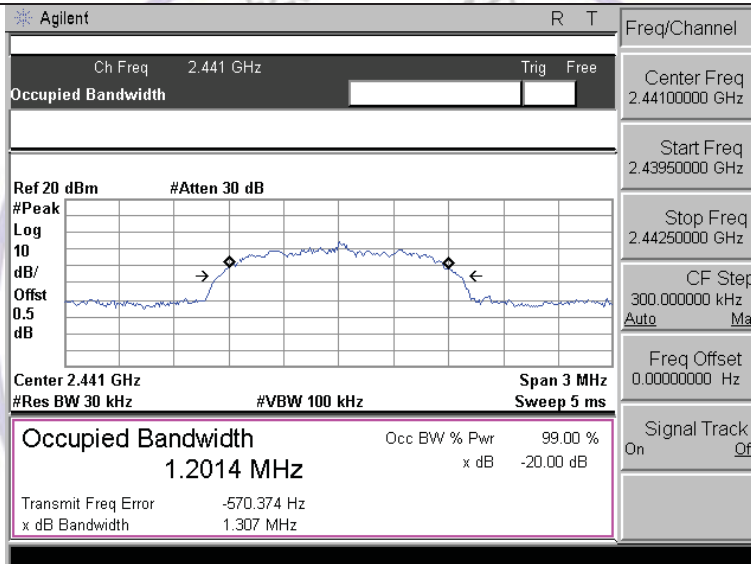 Agilent R T
Ch Freq 2.441 GHz Trig Free
Occupied Bandwidth
Ref 20 dBm #Atten 30 dB
#Peak
Log
10
dB/
Offst
0.5
dB
Center 2.441 GHz Span 3 MHz
#Res BW 30 kHz #VBW 100 kHz Sweep 5 ms
Occupied Bandwidth Occ BW % Pwr 99.00 %
1.2014 MHz x dB -20.00 dB
Transmit Freq Error -570.374 Hz
x dB Bandwidth 1.307 MHz
Freq/Channel
Center Freq
2.44100000 GHz
Start Freq
2.43950000 GHz
Stop Freq
2.44250000 GHz
CF Step
300.000000 kHz
Auto Ma
Freq Offset
0.00000000 Hz
Signal Track
On Of